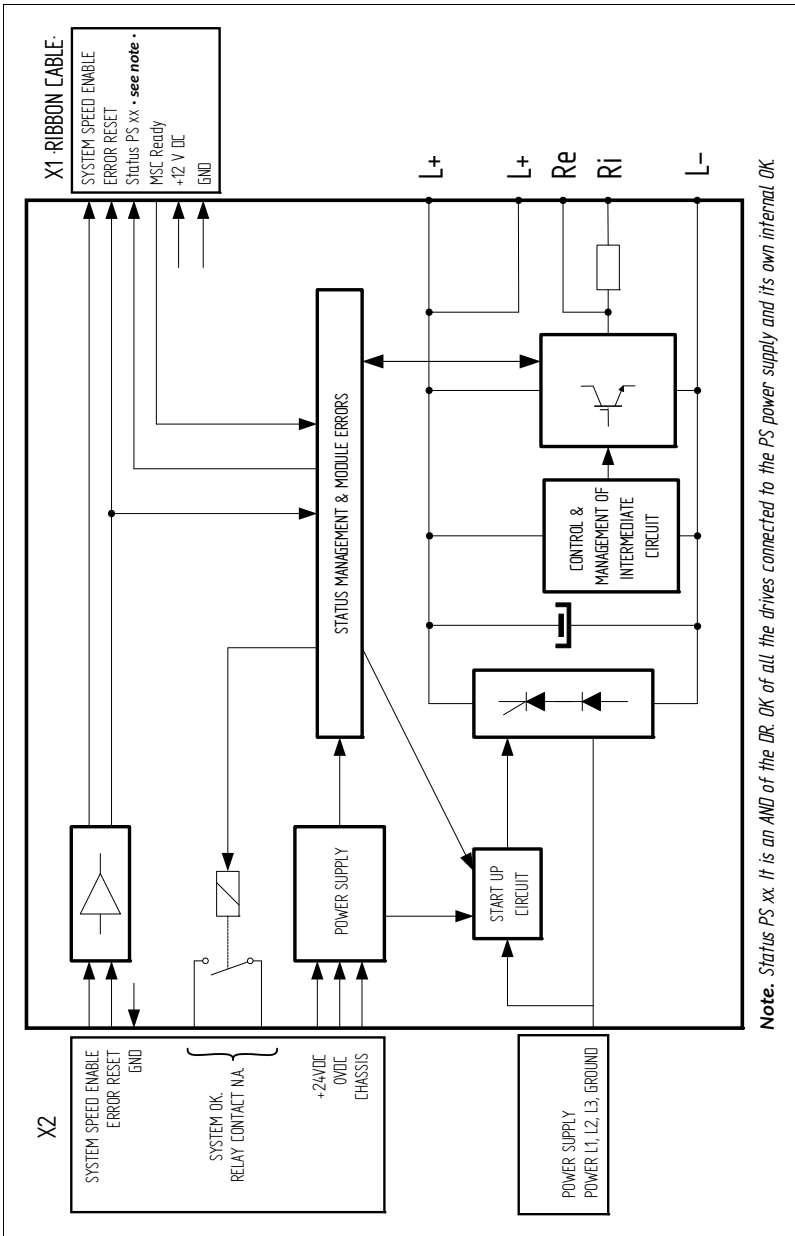 X2
SYSTEM SPEED ENABLE
ERROR RESET
GND
SYSTEM OK.
RELAY CONTACT N.A.
+24VDC
0VDC
CHASSIS
POWER SUPPLY
POWER L1, L2, L3, GROUND
POWER SUPPLY
START UP
CIRCUIT
STATUS MANAGEMENT & MODULE ERRORS
CONTROL &
MANAGEMENT OF
INTERMEDIATE
CIRCUIT
X1 ·RIBBON CABLE·
SYSTEM SPEED ENABLE
ERROR RESET
Status PS xx · see note ·
MSC Ready
+12 V DC
GND
L+
L+
Re
Ri
L-
Note. Status PS xx. It is an AND of the DR. OK of all the drives connected to the PS power supply and its own internal OK.